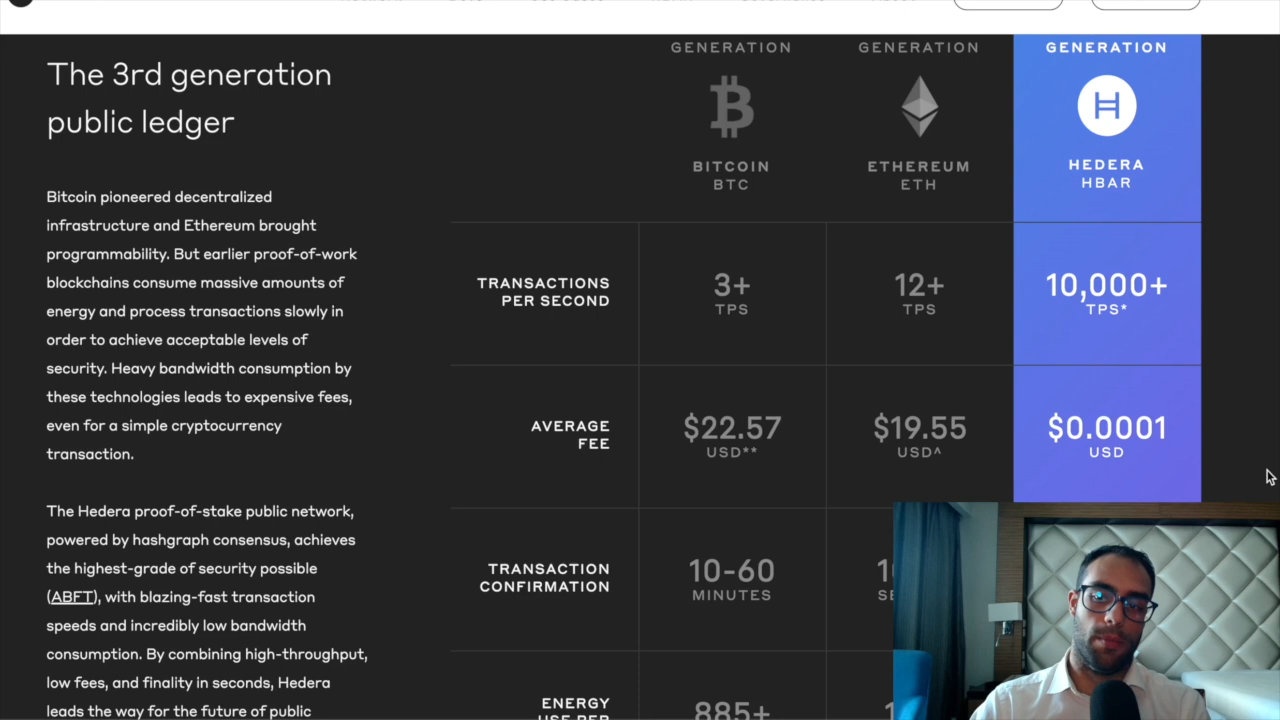 The 3rd generation
public ledger
Bitcoin pioneered decentralized
infrastructure and Ethereum brought
programmability. But earlier proof-of-work
blockchains consume massive amounts of
energy and process transactions slowly in
order to achieve acceptable levels of
security. Heavy bandwidth consumption by
these technologies leads to expensive fees,
even for a simple cryptocurrency
transaction.
The Hedera proof-of-stake public network,
powered by hashgraph consensus, achieves
the highest-grade of security possible
(ABFT), with blazing-fast transaction
speeds and incredibly low bandwidth
consumption. By combining high-throughput,
low fees, and finality in seconds, Hedera
leads the way for the future of public
GENERATION GENERATION GENERATION
BITCOIN ETHEREUM HEDERA
BTC ETH HBAR
TRANSACTIONS
PER SECOND
3+ 12+ 10,000+
TPS TPS TPS*
AVERAGE
FEE
$22.57 $19.55 $0.0001
USD** USD^ USD
TRANSACTION
CONFIRMATION
10-60
MINUTES
ENERGY
USE PER
885+